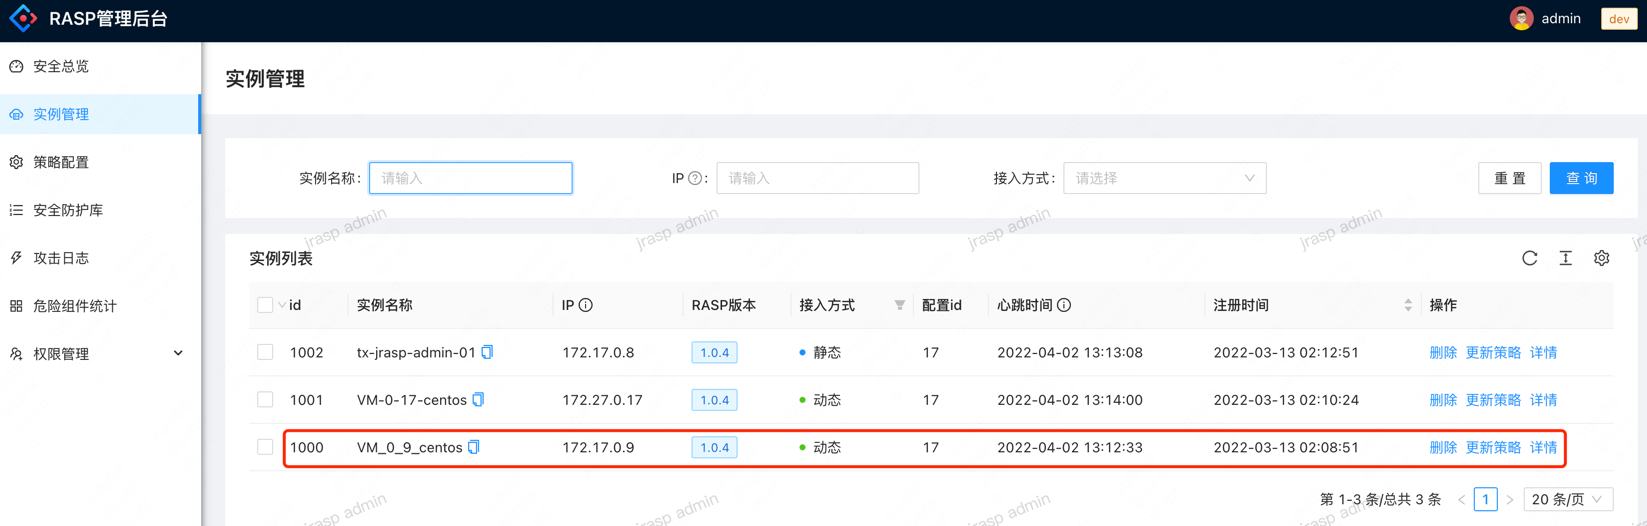 RASP管理后台
admin
dev
安全总览
实例管理
策略配置
安全防护库
攻击日志
危险组件统计
权限管理
实例管理
实例名称: 请输入 IP : 请输入 接入方式: 请选择 重 置 查 询
实例列表
id 实例名称 IP RASP版本 接入方式 配置id 心跳时间 注册时间 操作
1002 tx-jrasp-admin-01 172.17.0.8 1.0.4 静态 17 2022-04-02 13:13:08 2022-03-13 02:12:51 删除 更新策略 详情
1001 VM-0-17-centos 172.27.0.17 1.0.4 动态 17 2022-04-02 13:14:00 2022-03-13 02:10:24 删除 更新策略 详情
1000 VM_0_9_centos 172.17.0.9 1.0.4 动态 17 2022-04-02 13:12:33 2022-03-13 02:08:51 删除 更新策略 详情
第 1-3 条/总共 3 条 < 1 > 20 条/页
jrasp admin
jrasp admin
jrasp admin
jrasp admin
jrasp admin
jrasp admin
jrasp admin
jrasp admin